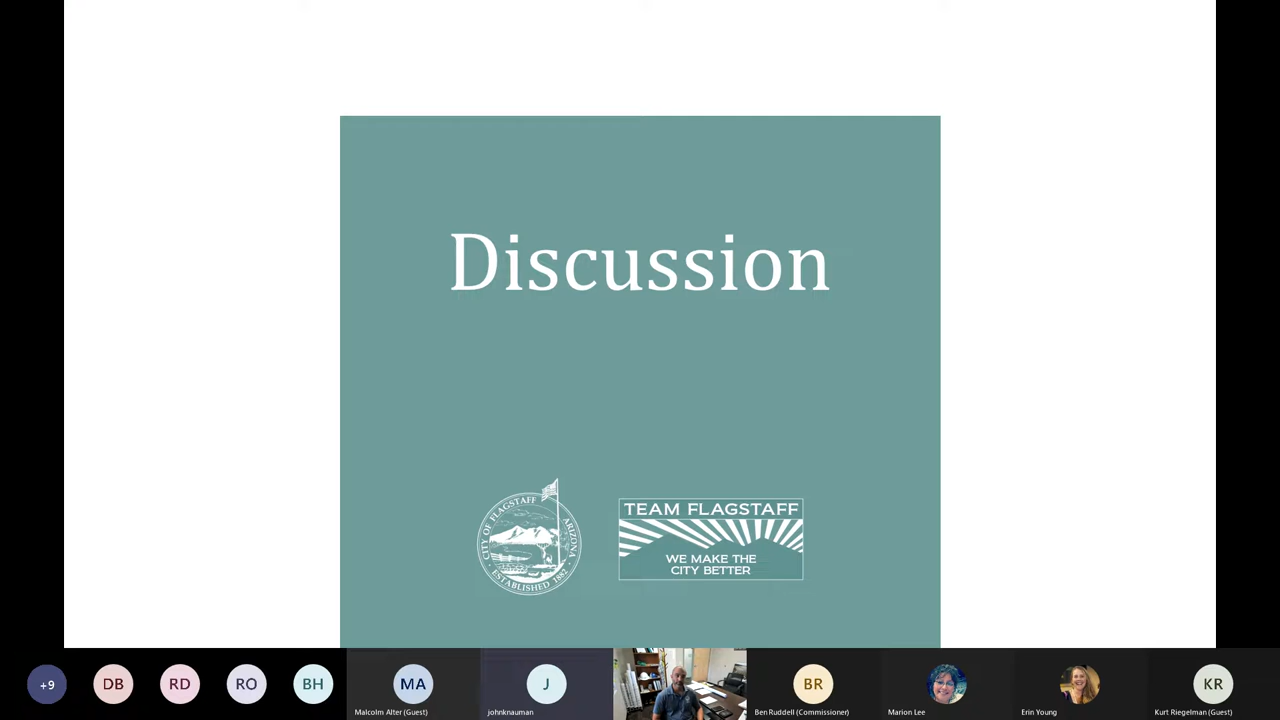 Discussion
CITY OF FLAGSTAFF ARIZONA
ESTABLISHED 1882
TEAM FLAGSTAFF
WE MAKE THE
CITY BETTER
+9
DB
RD
RO
BH
MA
J
BR
KR
Malcolm Alter (Guest)
johnknauman
Ben Ruddell (Commissioner)
Marion Lee
Erin Young
Kurt Riegelman (Guest)